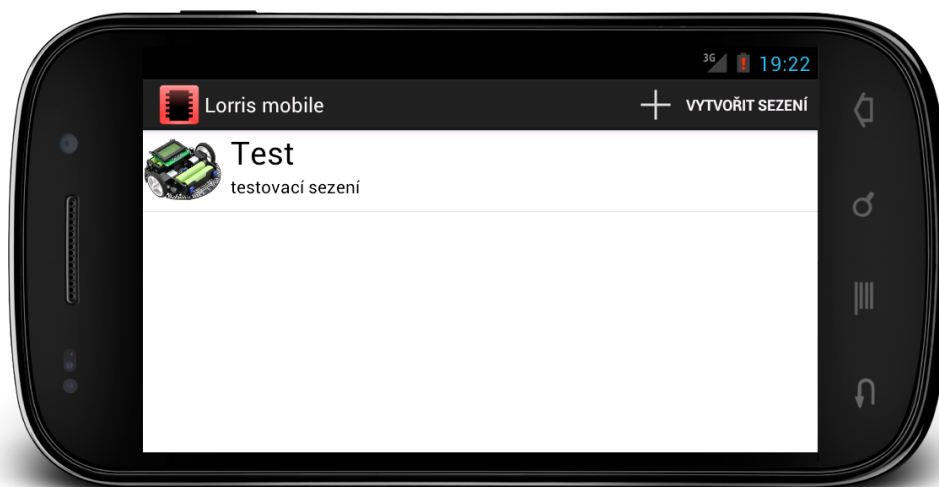 3G 19:22
Lorris mobile
VYTVOŘIT SEZENÍ
Test
testovací sezení